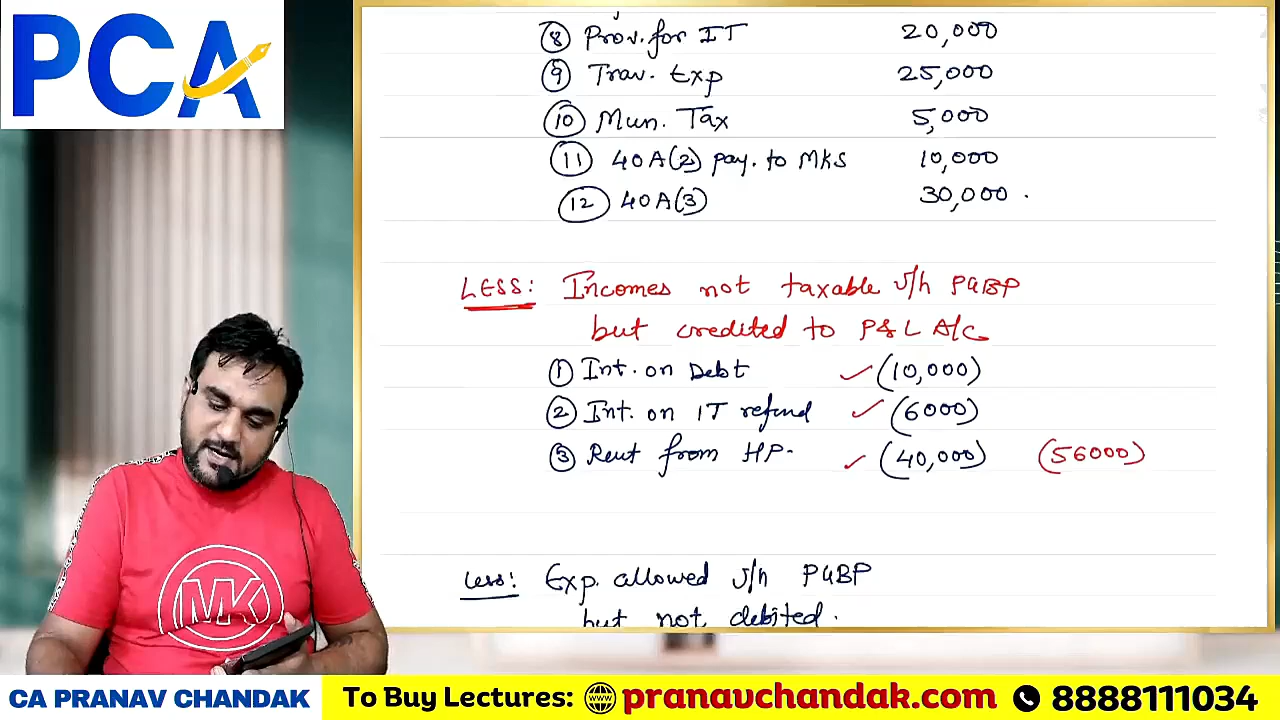 PCA
⑧ Prov. for IT 20,000
⑨ Trav. Exp 25,000
⑩ Mun. Tax 5,000
⑪ 40A(2) pay. to MKS 10,000
⑫ 40A(3) 30,000.
LESS: Incomes not taxable u/h PGBP
but credited to P&L A/C
① Int. on Debt ✓ (10,000)
② Int. on IT refund ✓ (6000)
③ Rent from HP. ✓ (40,000) (56000)
Less: Exp. allowed u/h PGBP
but not debited.
MK
CA PRANAV CHANDAK To Buy Lectures: pranavchandak.com 8888111034